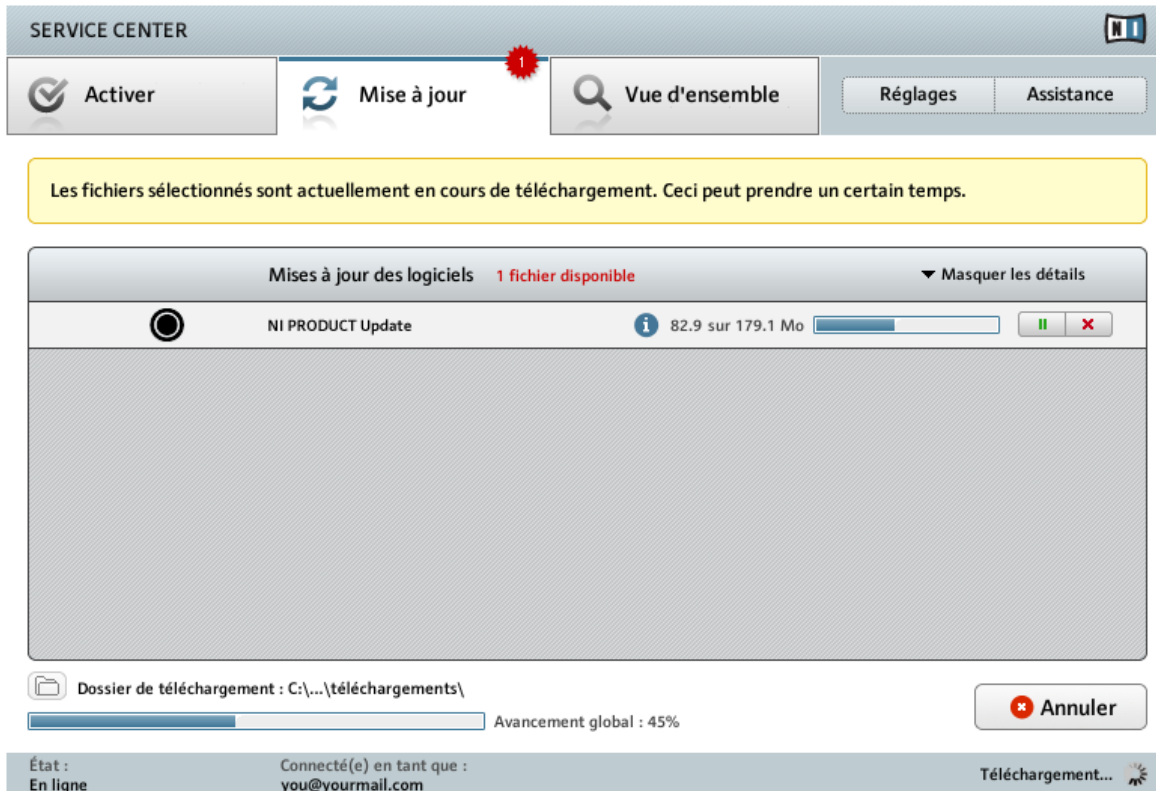 SERVICE CENTER
NI
Activer
Mise à jour
1
Vue d'ensemble
Réglages
Assistance
Les fichiers sélectionnés sont actuellement en cours de téléchargement. Ceci peut prendre un certain temps.
Mises à jour des logiciels 1 fichier disponible Masquer les détails
NI PRODUCT Update i 82.9 sur 179.1 Mo
Dossier de téléchargement : C:\...\téléchargements\
Annuler
Avancement global : 45%
État : Connecté(e) en tant que :
En ligne you@yourmail.com Téléchargement...